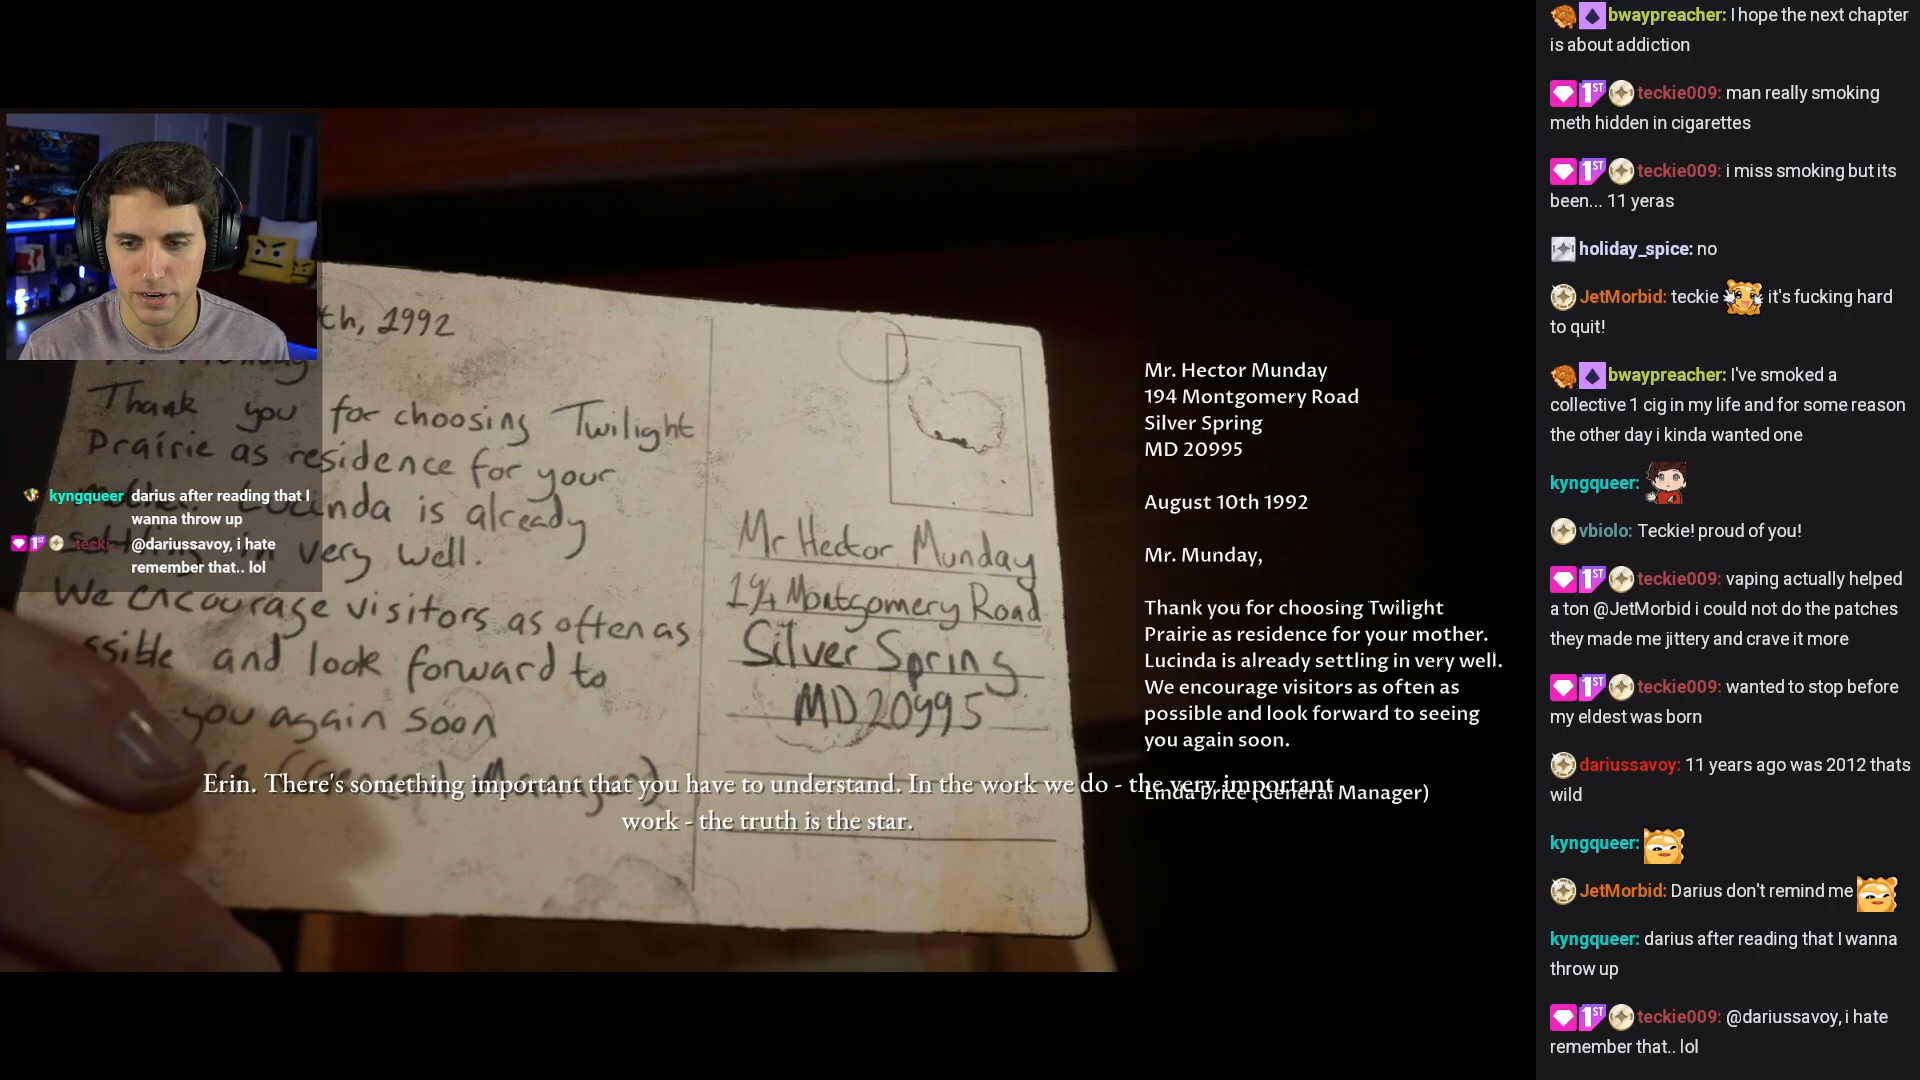 th, 1992
Thank you for choosing Twilight
Prairie as residence for your
Lucinda is already
very well.
We encourage visitors as often as
and look forward to
you again soon
Mr Hector Munday
194 Montgomery Road
Silver Spring
MD 20995
kyngqueer darius after reading that I
wanna throw up
@dariussavoy, i hate
remember that.. lol
Erin. There's something important that you have to understand. In the work we do - the very important
work - the truth is the star.
Mr. Hector Munday
194 Montgomery Road
Silver Spring
MD 20995
August 10th 1992
Mr. Munday,
Thank you for choosing Twilight
Prairie as residence for your mother.
Lucinda is already settling in very well.
We encourage visitors as often as
possible and look forward to seeing
you again soon.
Linda Price (General Manager)
bwaypreacher: I hope the next chapter
is about addiction
1ST teckie009: man really smoking
meth hidden in cigarettes
1ST teckie009: i miss smoking but its
been... 11 yeras
holiday_spice: no
JetMorbid: teckie it's fucking hard
to quit!
bwaypreacher: I've smoked a
collective 1 cig in my life and for some reason
the other day i kinda wanted one
kyngqueer:
vbiolo: Teckie! proud of you!
1ST teckie009: vaping actually helped
a ton @JetMorbid i could not do the patches
they made me jittery and crave it more
1ST teckie009: wanted to stop before
my eldest was born
dariussavoy: 11 years ago was 2012 thats
wild
kyngqueer:
JetMorbid: Darius don't remind me
kyngqueer: darius after reading that I wanna
throw up
1ST teckie009: @dariussavoy, i hate
remember that.. lol